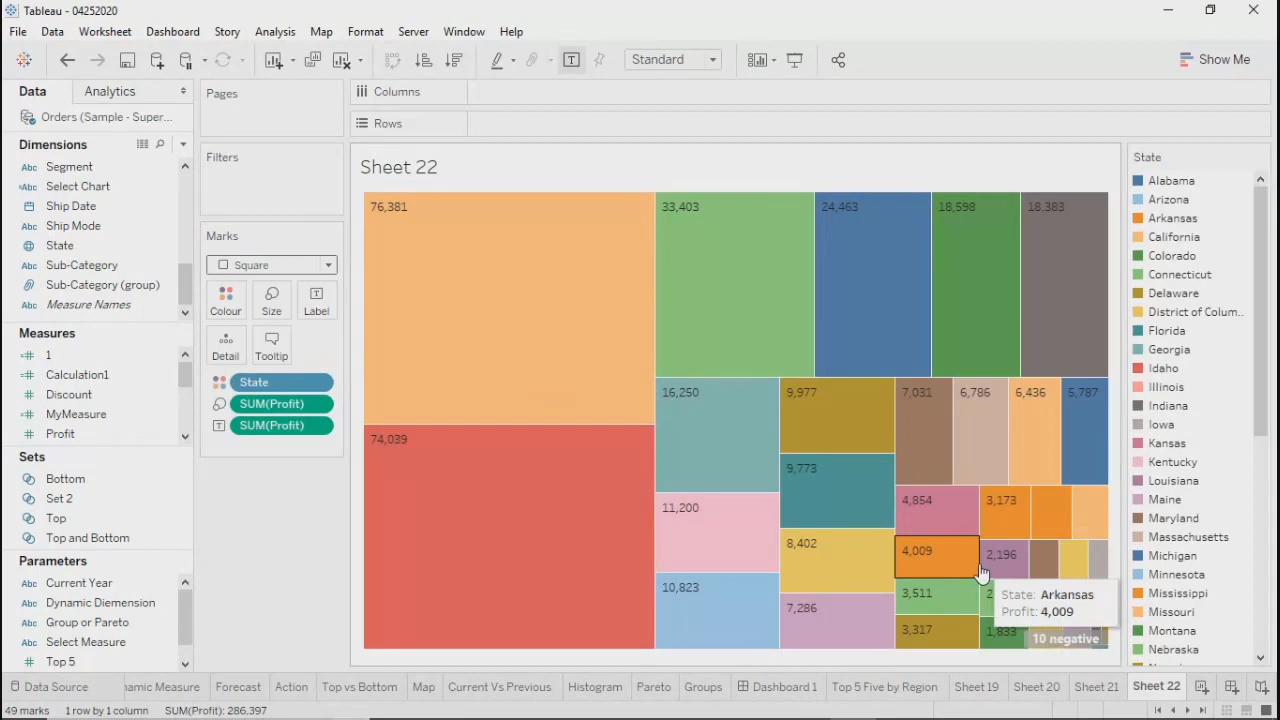 Tableau - 04252020
File Data Worksheet Dashboard Story Analysis Map Format Server Window Help
Standard
Show Me
Data Analytics
Orders (Sample - Super...
Dimensions
Abc Segment
=Abc Select Chart
Ship Date
Abc Ship Mode
State
Abc Sub-Category
Sub-Category (group)
Abc Measure Names
Measures
1
Calculation1
Discount
MyMeasure
Profit
Sets
Bottom
Set 2
Top
Top and Bottom
Parameters
Current Year
Dynamic Diemension
Group or Pareto
Select Measure
Top 5
Pages
Filters
Marks
Square
Colour Size Label
Detail Tooltip
State
SUM(Profit)
SUM(Profit)
Columns
Rows
Sheet 22
76,381 33,403 24,463 18,598 18,383
16,250 9,977 7,031 6,786 6,436 5,787
74,039
9,773
11,200 4,854 3,173
8,402 4,009 2,196
10,823 3,511
7,286
3,317 1,833
State: Arkansas
Profit: 4,009
10 negative
State
Alabama
Arizona
Arkansas
California
Colorado
Connecticut
Delaware
District of Colum..
Florida
Georgia
Idaho
Illinois
Indiana
Iowa
Kansas
Kentucky
Louisiana
Maine
Maryland
Massachusetts
Michigan
Minnesota
Mississippi
Missouri
Montana
Nebraska
Data Source namic Measure Forecast Action Top vs Bottom Map Current Vs Previous Histogram Pareto Groups Dashboard 1 Top 5 Five by Region Sheet 19 Sheet 20 Sheet 21 Sheet 22
49 marks 1 row by 1 column SUM(Profit): 286,397